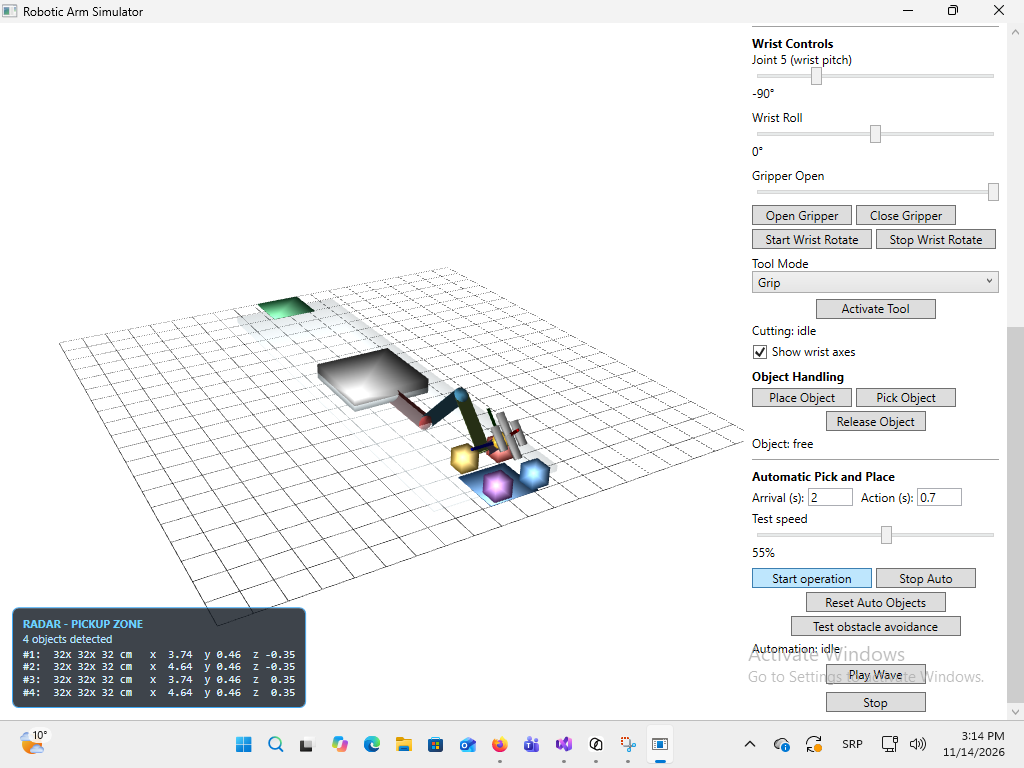 Robotic Arm Simulator
Wrist Controls
Joint 5 (wrist pitch)
-90°
Wrist Roll
0°
Gripper Open
Open Gripper Close Gripper
Start Wrist Rotate Stop Wrist Rotate
Tool Mode
Grip
Activate Tool
Cutting: idle
Show wrist axes
Object Handling
Place Object Pick Object
Release Object
Object: free
Automatic Pick and Place
Arrival (s): 2 Action (s): 0.7
Test speed
55%
Start operation Stop Auto
Reset Auto Objects
Test obstacle avoidance
Automation: idle
Activate Windows
Play Wave
Go to Settings to activate Windows.
Stop
RADAR - PICKUP ZONE
4 objects detected
#1: 32x 32x 32 cm x 3.74 y 0.46 z -0.35
#2: 32x 32x 32 cm x 4.64 y 0.46 z -0.35
#3: 32x 32x 32 cm x 3.74 y 0.46 z 0.35
#4: 32x 32x 32 cm x 4.64 y 0.46 z 0.35
10°
SRP
3:14 PM
11/14/2026